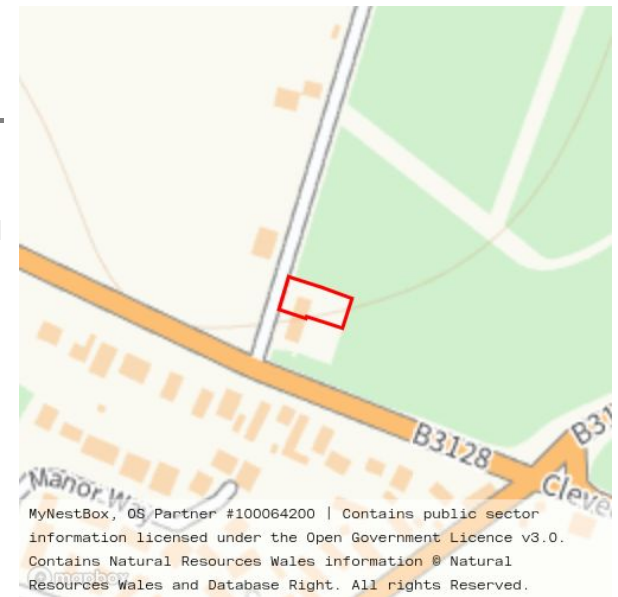 B3128
B31
Cleve
Manor Way
MyNestBox, OS Partner #100064200 | Contains public sector
information licensed under the Open Government Licence v3.0.
Contains Natural Resources Wales information © Natural
Resources Wales and Database Right. All rights Reserved.
mapbox